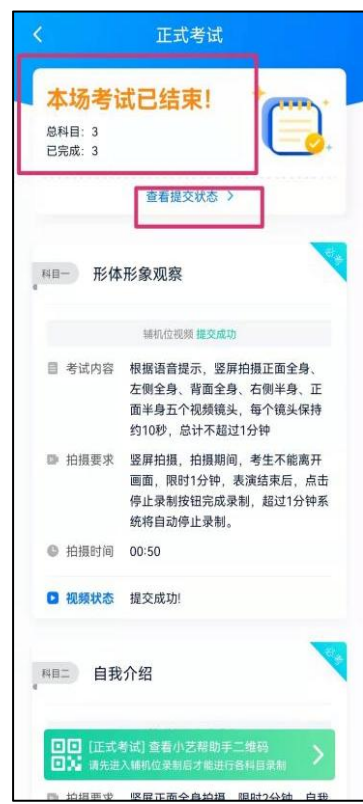 正式考试
本场考试已结束!
总科目: 3
已完成: 3
查看提交状态 >
必考
科目一 形体形象观察
辅机位视频 提交成功
考试内容 根据语音提示，竖屏拍摄正面全身、
左侧全身、背面全身、右侧半身、正
面半身五个视频镜头，每个镜头保持
约10秒，总计不超过1分钟
拍摄要求 竖屏拍摄，拍摄期间，考生不能离开
画面，限时1分钟，表演结束后，点击
停止录制按钮完成录制，超过1分钟系
统将自动停止录制。
拍摄时间 00:50
视频状态 提交成功!
必考
科目二 自我介绍
[正式考试] 查看小艺帮助手二维码
请先进入辅机位录制后才能进行各科目录制
拍摄要求 竖屏正面全身拍摄，限时2分钟，自我